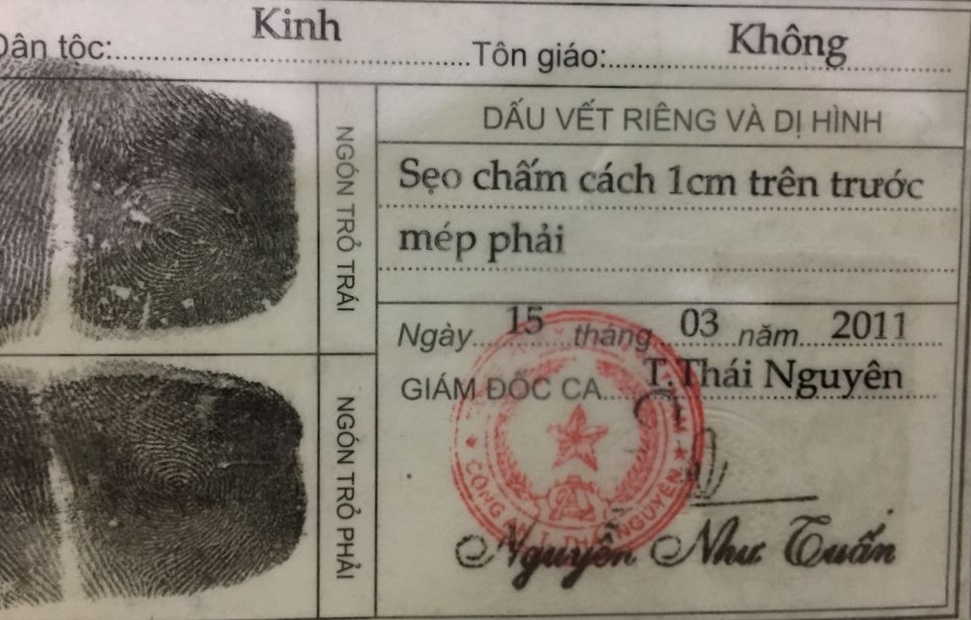 Dân tộc: Kinh Tôn giáo: Không
NGÓN TRỎ TRÁI
DẤU VẾT RIÊNG VÀ DỊ HÌNH
Sẹo chấm cách 1cm trên trước
mép phải
Ngày 15 tháng 03 năm 2011
GIÁM ĐỐC CA T.Thái Nguyên
NGÓN TRỎ PHẢI
CÔNG AN T. THÁI NGUYÊN
Nguyễn Như Tuấn